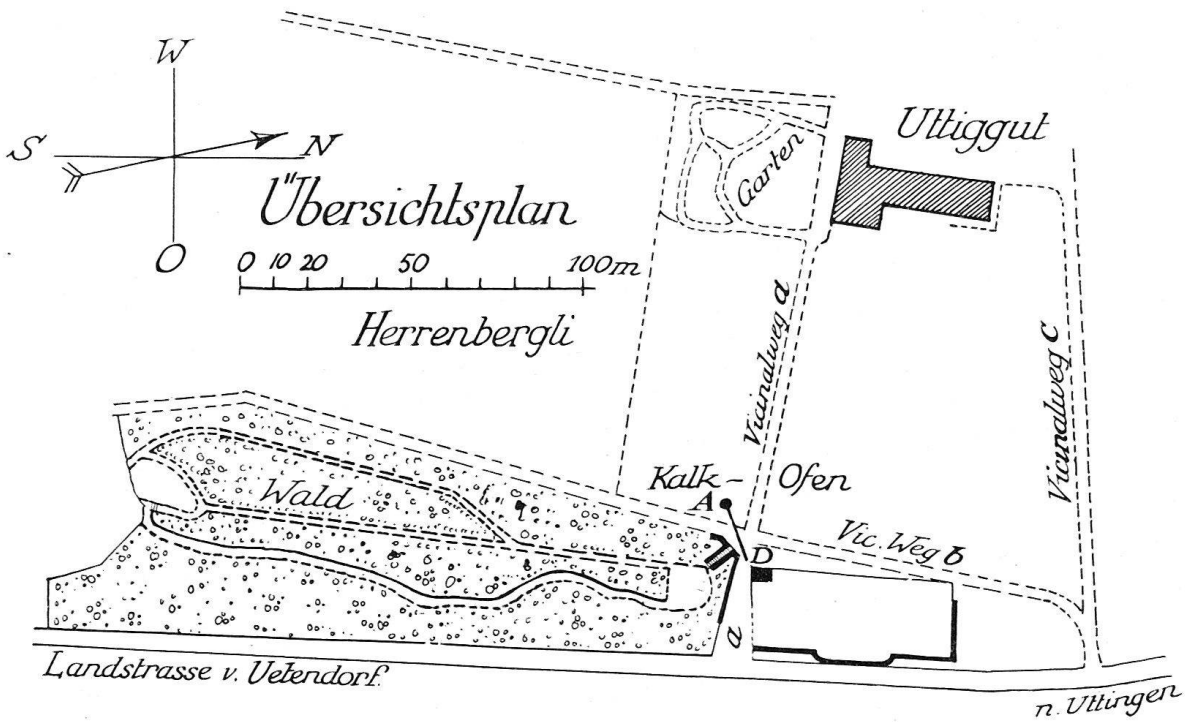 W
S
N
O
Übersichtsplan
0 10 20 50 100m
Herrenbergli
Uttiggut
Garten
Vicinalweg a
Vicinalweg C
Kalk- Ofen
A
Wald
D
Vic. Weg b
a
Landstrasse v. Uetendorf.
n. Uttingen